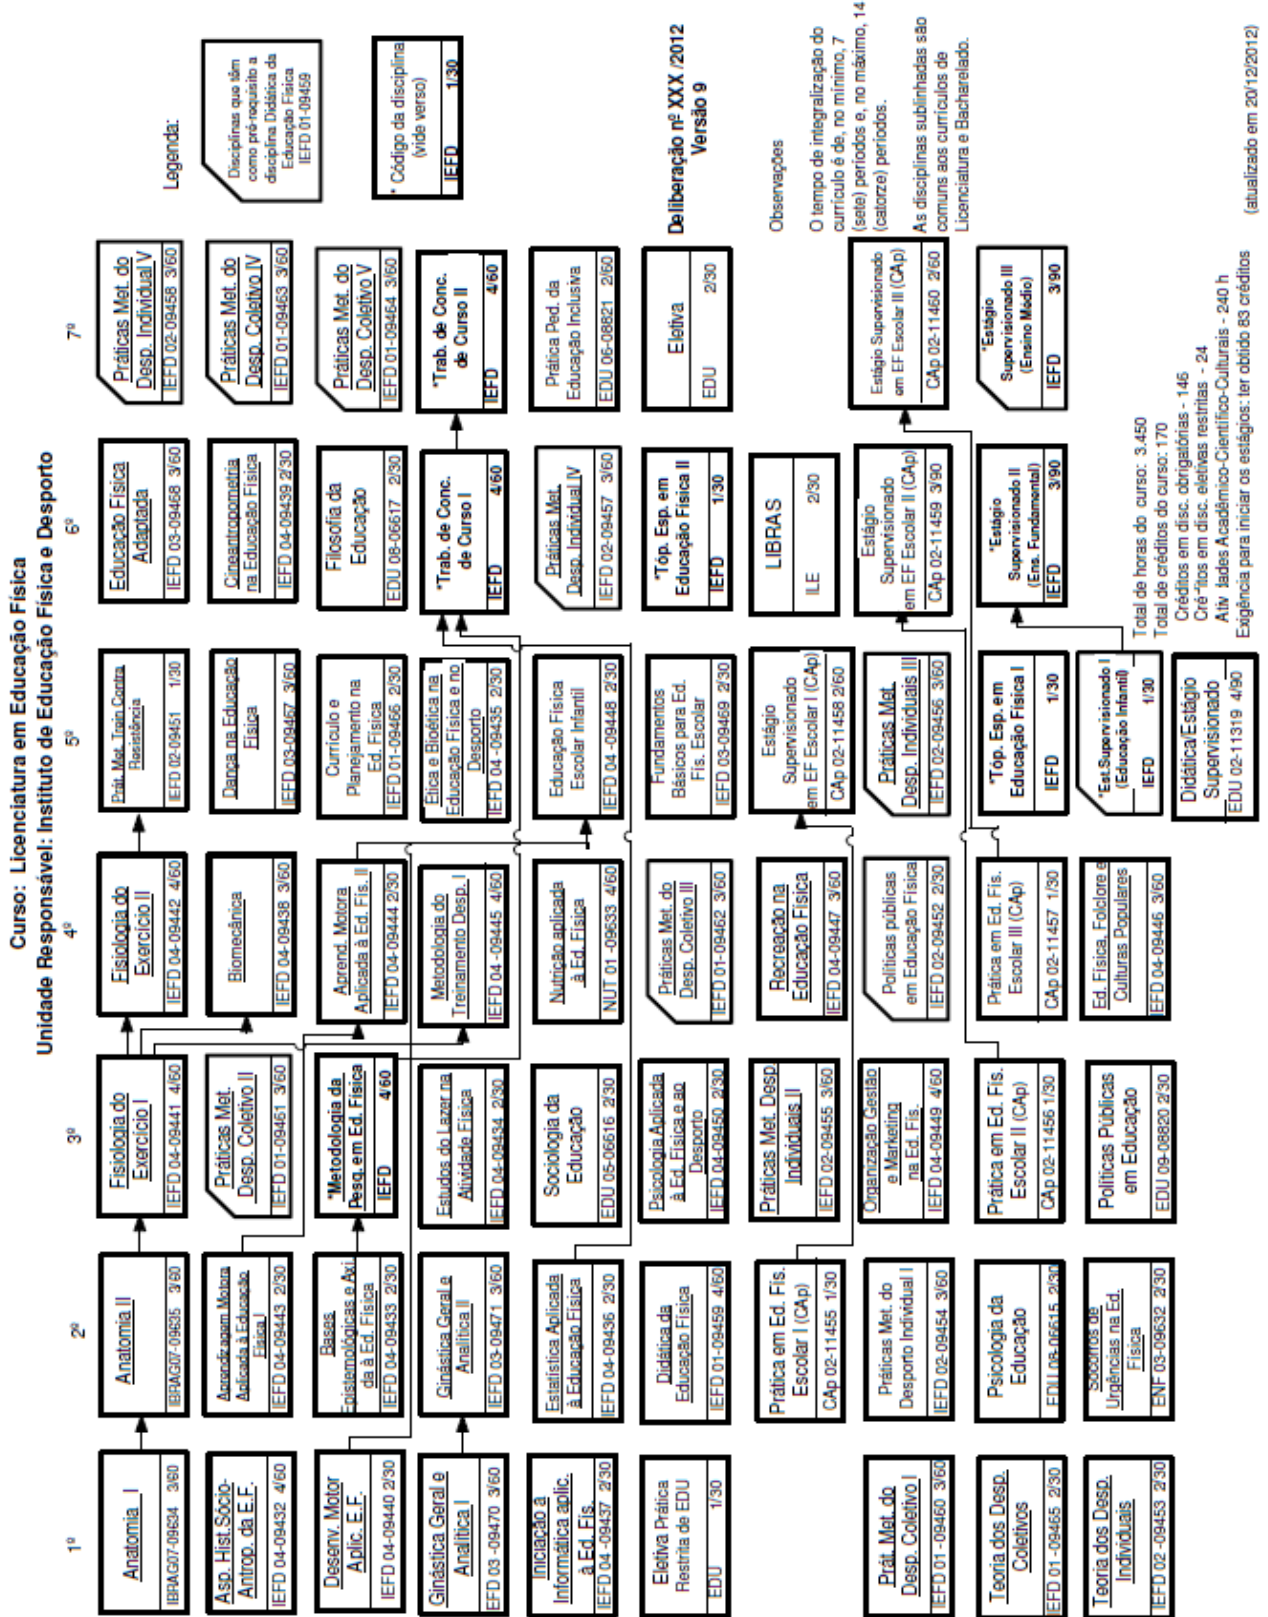 Curso: Licenciatura em Educação Física
Unidade Responsável: Instituto de Educação Física e Desporto
1º
Anatomia I
IBRAG07-09634 3/60
Asp. Hist.Sócio-
Antrop. da E.F.
IEFD 04-09432 4/60
Desenv. Motor
Aplic. E.F.
IEFD 04-09440 2/30
Ginástica Geral e
Analítica I
EFD 03 -09470 3/60
Iniciação a
Informática aplic.
à Ed. Fis.
IEFD 04 -09437 2/30
Eletiva Prática
Restrita de EDU
EDU 1/30
Prát. Met. do
Desp. Coletivo I
IEFD 01 -09460 3/60
Teoria dos Desp.
Coletivos
IEFD 01 -09465 2/30
Teoria dos Desp.
Individuais
IEFD 02 -09453 2/30
2º
Anatomia II
IBRAG07-09635 3/60
Aprendizagem Motora
Aplicada à Educação
Física I
IEFD 04-09443 2/30
Bases
Epistemológicas e Axi
da à Ed. Física
IEFD 04-09433 2/30
Ginástica Geral e
Analítica II
IEFD 03-09471 3/60
Estatística Aplicada
à Educação Física
IEFD 04-09436 2/30
Didática da
Educação Física
IEFD 01-09459 4/60
Prática em Ed. Fis.
Escolar I (CAp)
CAp 02-11455 1/30
Práticas Met. do
Desporto Individual I
IEFD 02-09454 3/60
Psicologia da
Educação
EDU 08-06615 2/30
Socorros de
Urgências na Ed.
Física
ENF 03-09632 2/30
3º
Fisiologia do
Exercício I
IEFD 04-09441 4/60
Práticas Met.
Desp. Coletivo II
IEFD 01-09461 3/60
*Metodologia da
Pesq. em Ed. Física
IEFD 4/60
Estudos do Lazer na
Atividade Física
IEFD 04-09434 2/30
Sociologia da
Educação
EDU 05-06616 2/30
Psicologia Aplicada
à Ed. Física e ao
Desporto
IEFD 04-09450 2/30
Práticas Met. Desp
Individuais II
IEFD 02-09455 3/60
Organização Gestão
e Marketing
na Ed. Fís.
IEFD 04-09449 4/60
Prática em Ed. Fis.
Escolar II (CAp)
CAp 02-11456 1/30
Políticas Públicas
em Educação
EDU 09-08820 2/30
4º
Fisiologia do
Exercício II
IEFD 04-09442 4/60
Biomecânica
IEFD 04-09438 3/60
Aprend. Motora
Aplicada à Ed. Fís. II
IEFD 04-09444 2/30
Metodologia do
Treinamento Desp. I
IEFD 04 -09445 4/60
Nutrição aplicada
à Ed. Física
NUT 01 -09633 4/60
Práticas Met. do
Desp. Coletivo III
IEFD 01-09462 3/60
Recreação na
Educação Física
IEFD 04-09447 3/60
Políticas públicas
em Educação Física
IEFD 02-09452 2/30
Prática em Ed. Fís.
Escolar III (CAp)
CAp 02-11457 1/30
Ed. Física, Folclore e
Culturas Populares
IEFD 04-09446 3/60
5º
Prát. Met. Train.Contra
Resistência
IEFD 02-09451 1/30
Dança na Educação
Física
IEFD 03-09467 3/60
Currículo e
Planejamento na
Ed. Física
IEFD 01-09466 2/30
Ética e Bioética na
Educação Física e no
Desporto
IEFD 04 -09435 2/30
Educação Física
Escolar Infantil
IEFD 04 -09448 2/30
Fundamentos
Básicos para Ed.
Fís. Escolar
IEFD 03-09469 2/30
Estágio
Supervisionado
em EF Escolar I (CAp)
CAp 02-11458 2/60
Práticas Met.
Desp. Individuais III
IEFD 02-09456 3/60
*Tóp. Esp. em
Educação Física I
IEFD 1/30
*Est.Supervisionado I
(Educação Infantil)
IEFD 1/30
Didática/Estágio
Supervisionado
EDU 02-11319 4/90
6º
Educação Física
Adaptada
IEFD 03-09468 3/60
Cineantropometria
na Educação Física
IEFD 04-09439 2/30
Filosofia da
Educação
EDU 08-06617 2/30
*Trab. de Conc.
de Curso I
IEFD 4/60
Práticas Met.
Desp. Individual IV
IEFD 02-09457 3/60
*Tóp. Esp. em
Educação Física II
IEFD 1/30
LIBRAS
ILE 2/30
Estágio
Supervisionado
em EF Escolar II (CAp)
CAp 02-11459 3/90
*Estágio
Supervisionado II
(Ens. Fundamental)
IEFD 3/90
7º
Práticas Met. do
Desp. Individual V
IEFD 02-09458 3/60
Práticas Met. do
Desp. Coletivo IV
IEFD 01-09463 3/60
Práticas Met. do
Desp. Coletivo V
IEFD 01-09464 3/60
*Trab. de Conc.
de Curso II
IEFD 4/60
Prática Ped. da
Educação Inclusiva
EDU 06-08821 2/60
Eletiva
EDU 2/30
Estágio Supervisionado
em EF Escolar III (CAp)
CAp 02-11460 2/60
*Estágio
Supervisionado III
(Ensino Médio)
IEFD 3/90
Legenda:
Disciplinas que têm
como pré-requisito a
disciplina Didática da
Educação Física
IEFD 01-09459
* Código da disciplina
(vide verso)
IEFD 1/30
Deliberação nº XXX /2012
Versão 9
Observações
O tempo de integralização do
currículo é de, no mínimo, 7
(sete) períodos e, no máximo, 14
(catorze) períodos.
As disciplinas sublinhadas são
comuns aos currículos de
Licenciatura e Bacharelado.
Total de horas do curso: 3.450
Total de créditos do curso: 170
Créditos em disc. obrigatórias - 146
Cré itos em disc. eletivas restritas - 24
Ativ dades Acadêmico-Científico-Culturais - 240 h
Exigência para iniciar os estágios: ter obtido 83 créditos
(atualizado em 20/12/2012)